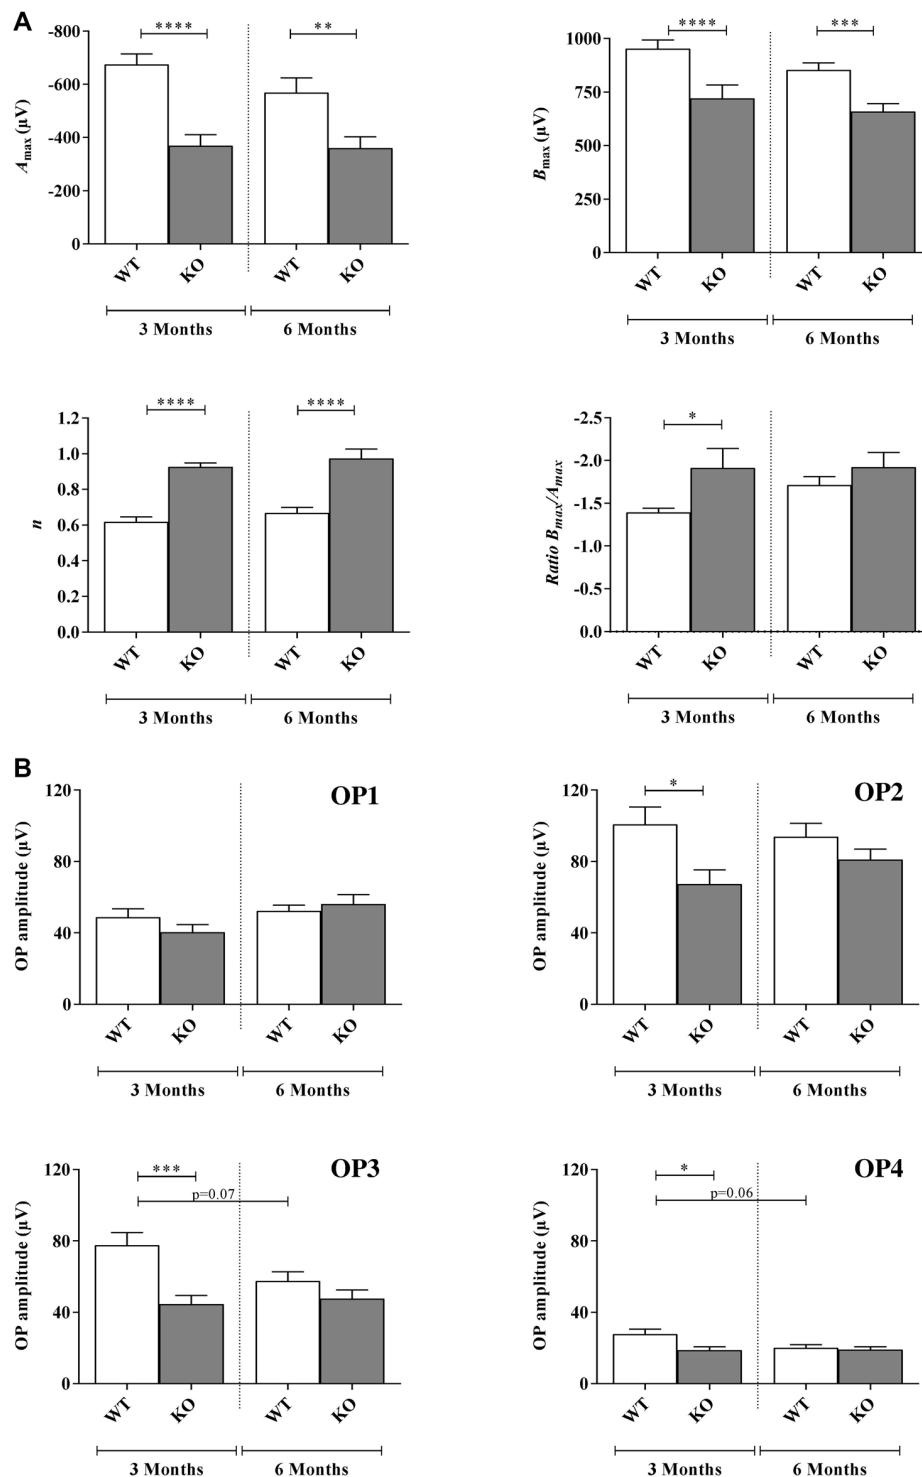 A
****
**
-800
-600
-400
-200
0
Amax (µV)
WT
KO
WT
KO
3 Months
6 Months
****
***
1000
750
500
250
0
Bmax (µV)
WT
KO
WT
KO
3 Months
6 Months
****
****
1.2
1.0
0.8
0.6
0.4
0.2
0.0
n
WT
KO
WT
KO
3 Months
6 Months
*
-2.5
-2.0
-1.5
-1.0
-0.5
0.0
Ratio Bmax/Amax
WT
KO
WT
KO
3 Months
6 Months
B
OP1
120
80
40
0
OP amplitude (µV)
WT
KO
WT
KO
3 Months
6 Months
OP2
*
120
80
40
0
OP amplitude (µV)
WT
KO
WT
KO
3 Months
6 Months
OP3
***
p=0.07
120
80
40
0
OP amplitude (µV)
WT
KO
WT
KO
3 Months
6 Months
OP4
*
p=0.06
120
80
40
0
OP amplitude (µV)
WT
KO
WT
KO
3 Months
6 Months